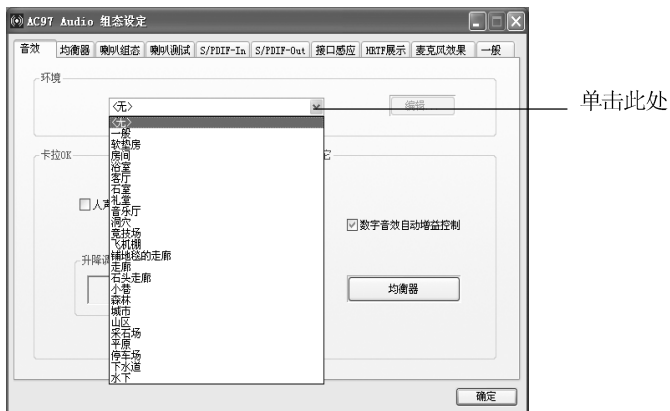 AC97 Audio 组态设定
音效 均衡器 喇叭组态 喇叭测试 S/PDIF-In S/PDIF-Out 接口感应 HRTF展示 麦克风效果 一般
环境
<无> 编辑
单击此处
<无>
一般
软垫房
卡拉OK 房间 它
浴室
客厅
石室
礼堂
人声 音乐厅
洞穴
竞技场 数字音效自动增益控制
飞机棚
铺地毯的走廊
升降调 走廊
石头走廊
小巷 均衡器
森林
城市
山区
采石场
平原
停车场
下水道
水下
确定